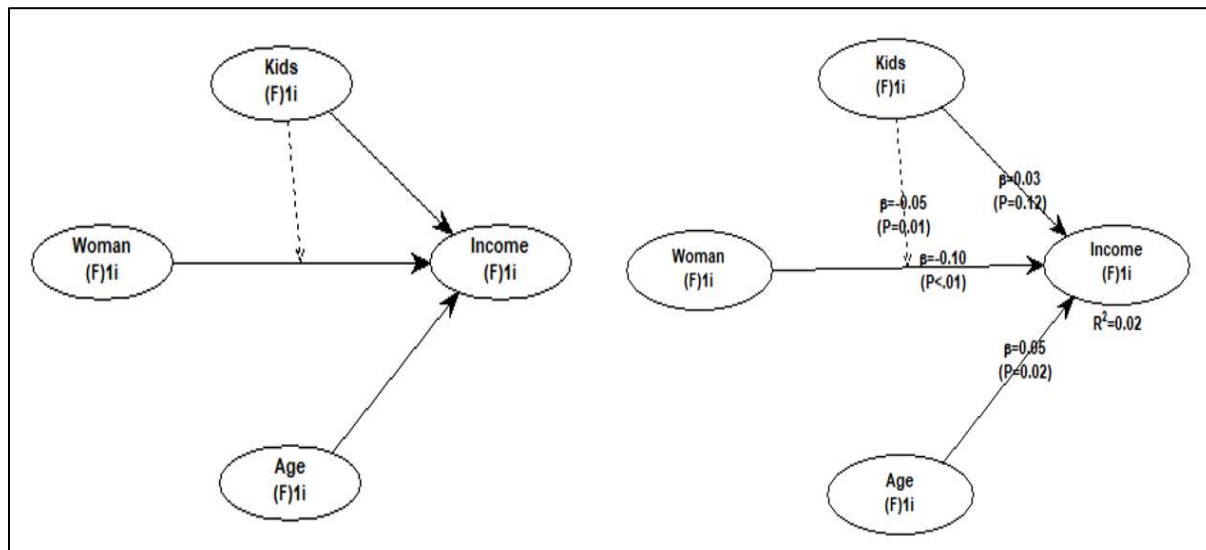 Kids
(F)1i
Woman
(F)1i
Income
(F)1i
Age
(F)1i
Kids
(F)1i
β=0.03
(P=0.12)
β=-0.05
(P=0.01)
Woman
(F)1i
β=-0.10
(P<.01)
Income
(F)1i
R²=0.02
β=0.05
(P=0.02)
Age
(F)1i